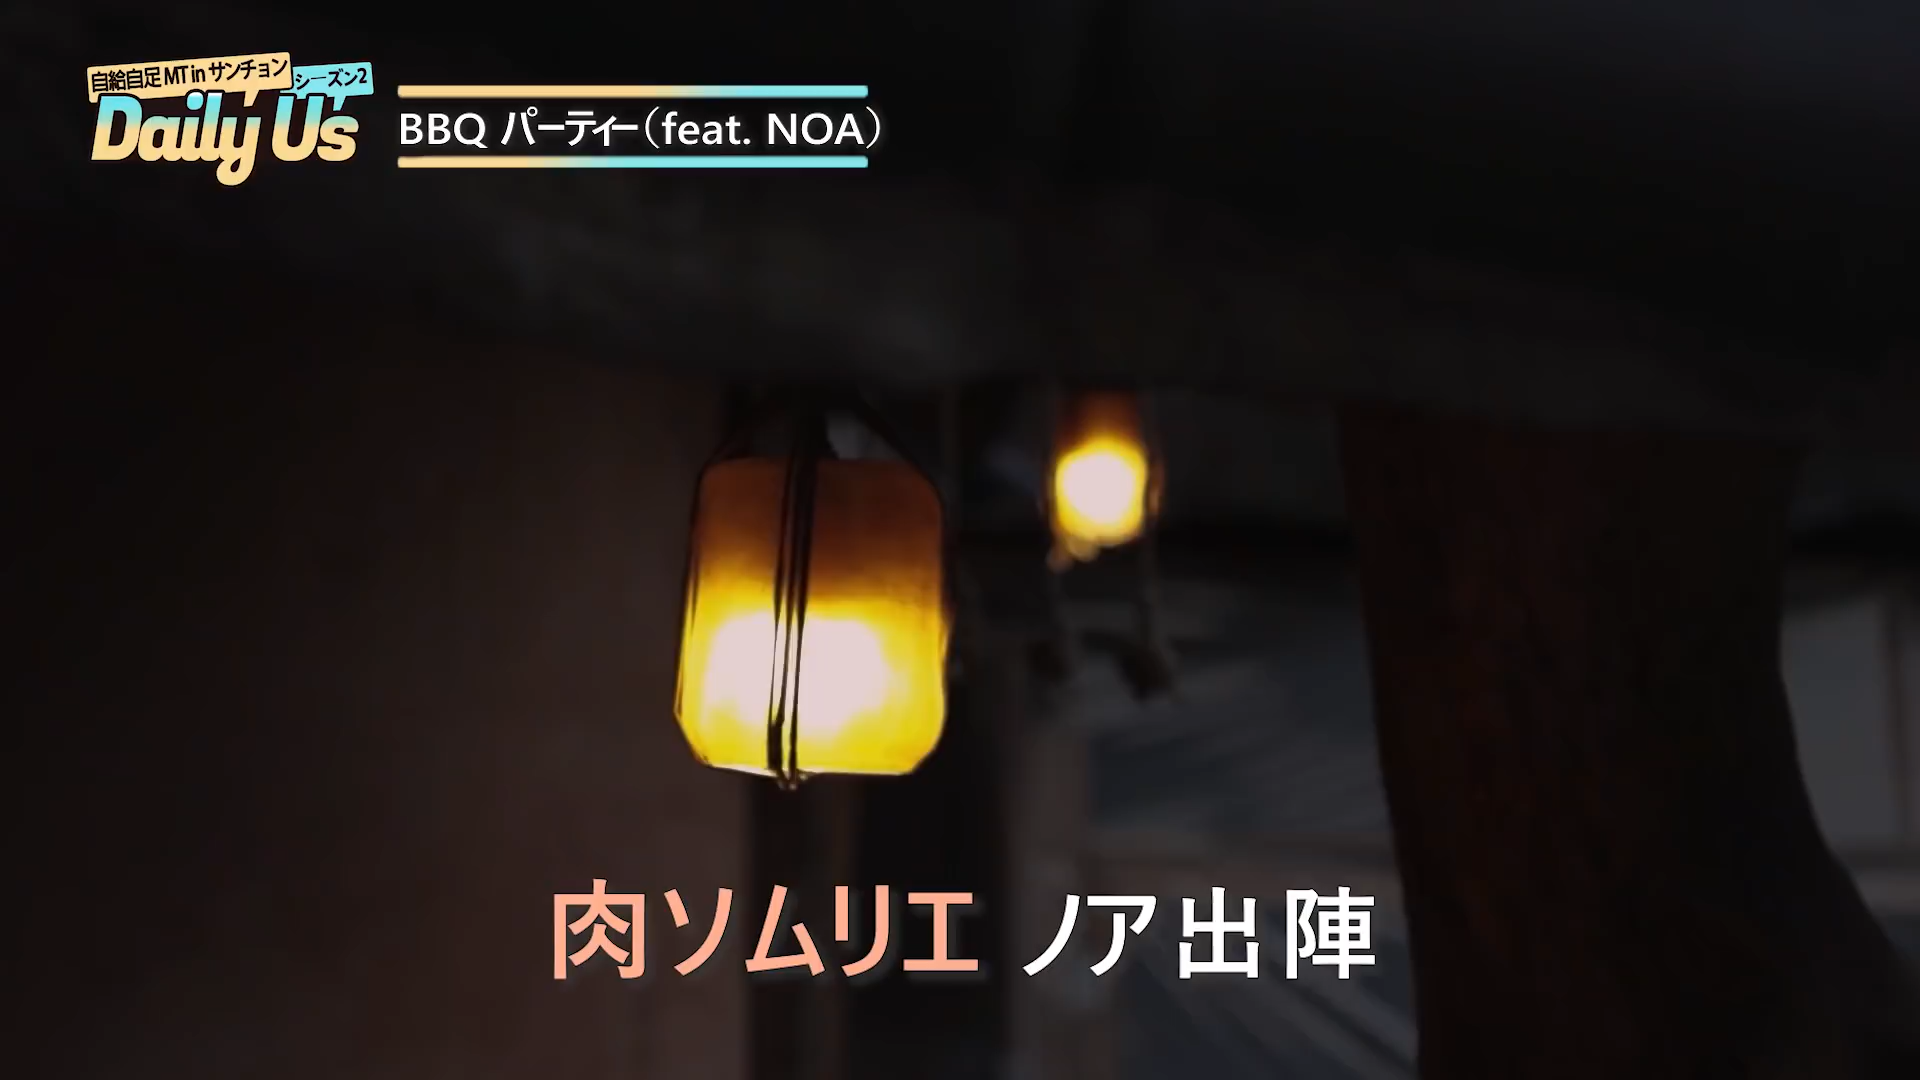 自給自足 MT in サンチョン
シーズン2
Daily Us
BBQ パーティー（feat. NOA）
肉ソムリエ ノア出陣